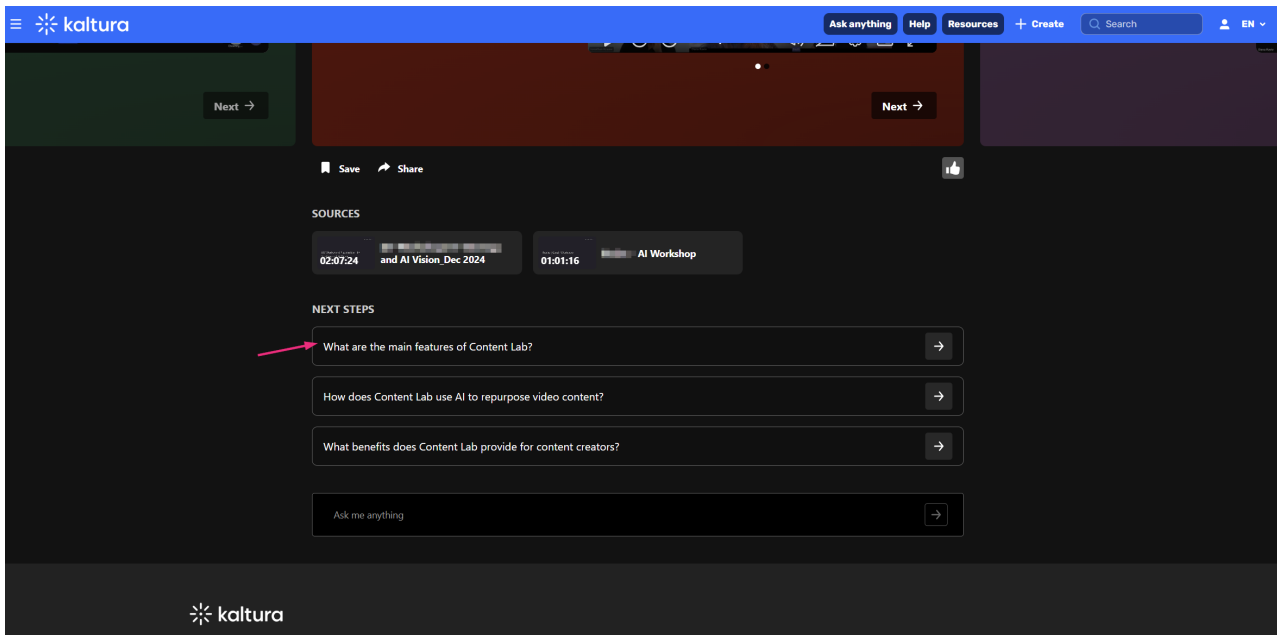 kaltura
Ask anything
Help
Resources
+ Create
Search
EN
Next →
Next →
Save
Share
SOURCES
02:07:24
and AI Vision_Dec 2024
01:01:16
AI Workshop
NEXT STEPS
What are the main features of Content Lab?
How does Content Lab use AI to repurpose video content?
What benefits does Content Lab provide for content creators?
Ask me anything
kaltura